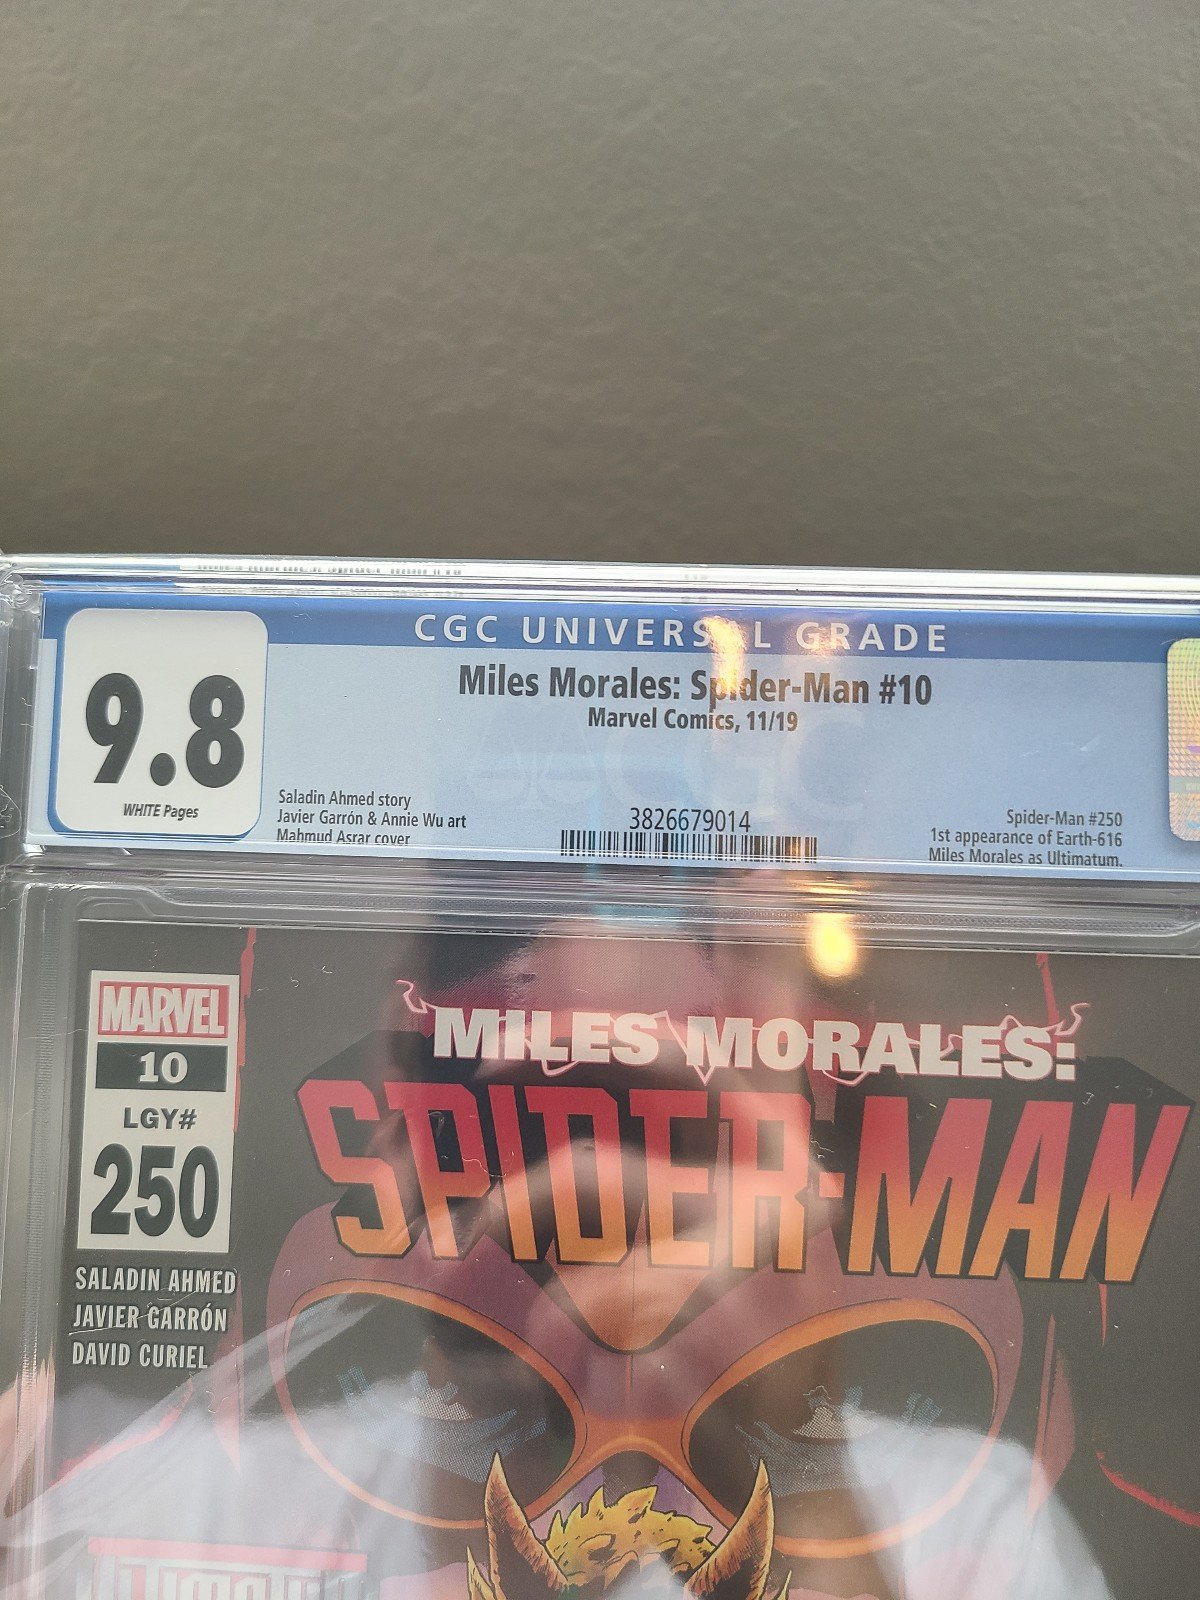 CGC UNIVERSAL GRADE
9.8
WHITE Pages
Miles Morales: Spider-Man #10
Marvel Comics, 11/19
Saladin Ahmed story
Javier Garrón & Annie Wu art
Mahmud Asrar cover
3826679014
Spider-Man #250
1st appearance of Earth-616
Miles Morales as Ultimatum.
MARVEL
10
LGY#
250
SALADIN AHMED
JAVIER GARRÓN
DAVID CURIEL
MILES MORALES:
SPIDER-MAN